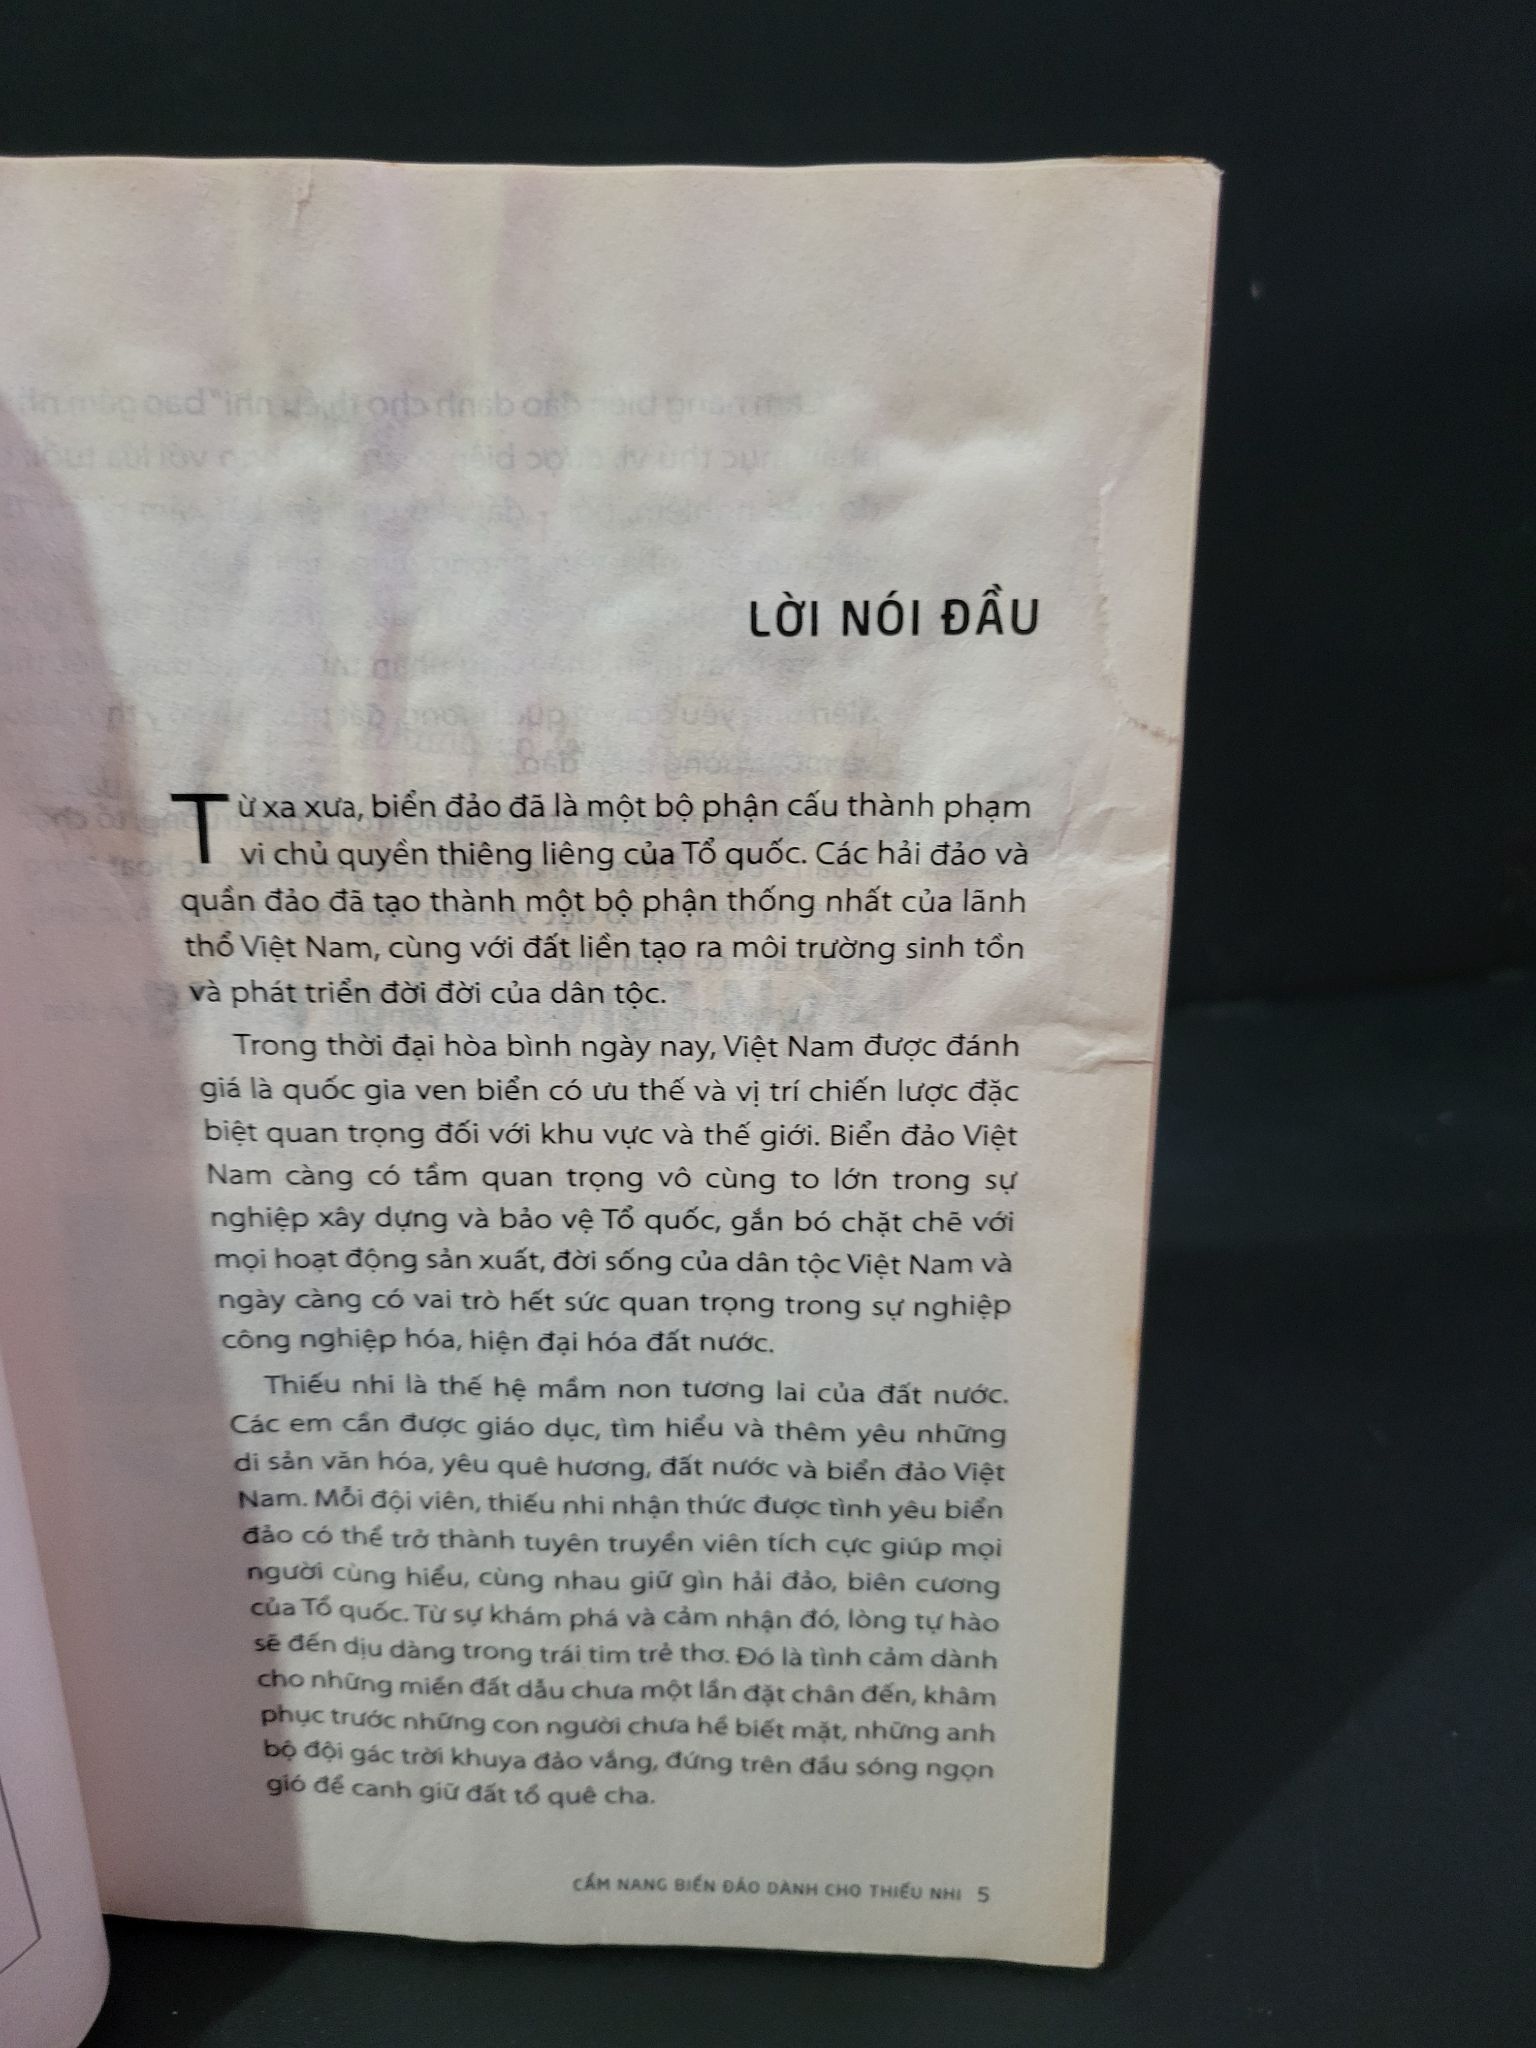 LỜI NÓI ĐẦU
Từ xa xưa, biển đảo đã là một bộ phận cấu thành phạm
vi chủ quyền thiêng liêng của Tổ quốc. Các hải đảo và
quần đảo đã tạo thành một bộ phận thống nhất của lãnh
thổ Việt Nam, cùng với đất liền tạo ra môi trường sinh tồn
và phát triển đời đời của dân tộc.
Trong thời đại hòa bình ngày nay, Việt Nam được đánh
giá là quốc gia ven biển có ưu thế và vị trí chiến lược đặc
biệt quan trọng đối với khu vực và thế giới. Biển đảo Việt
Nam càng có tầm quan trọng vô cùng to lớn trong sự
nghiệp xây dựng và bảo vệ Tổ quốc, gắn bó chặt chẽ với
mọi hoạt động sản xuất, đời sống của dân tộc Việt Nam và
ngày càng có vai trò hết sức quan trọng trong sự nghiệp
công nghiệp hóa, hiện đại hóa đất nước.
Thiếu nhi là thế hệ mầm non tương lai của đất nước.
Các em cần được giáo dục, tìm hiểu và thêm yêu những
di sản văn hóa, yêu quê hương, đất nước và biển đảo Việt
Nam. Mỗi đội viên, thiếu nhi nhận thức được tình yêu biển
đảo có thể trở thành tuyên truyền viên tích cực giúp mọi
người cùng hiểu, cùng nhau giữ gìn hải đảo, biên cương
của Tổ quốc. Từ sự khám phá và cảm nhận đó, lòng tự hào
sẽ đến dịu dàng trong trái tim trẻ thơ. Đó là tình cảm dành
cho những miền đất dẫu chưa một lần đặt chân đến, khâm
phục trước những con người chưa hề biết mặt, những anh
bộ đội gác trời khuya đảo vắng, đứng trên đầu sóng ngọn
gió để canh giữ đất tổ quê cha.
CẨM NANG BIỂN ĐẢO DÀNH CHO THIẾU NHI 5